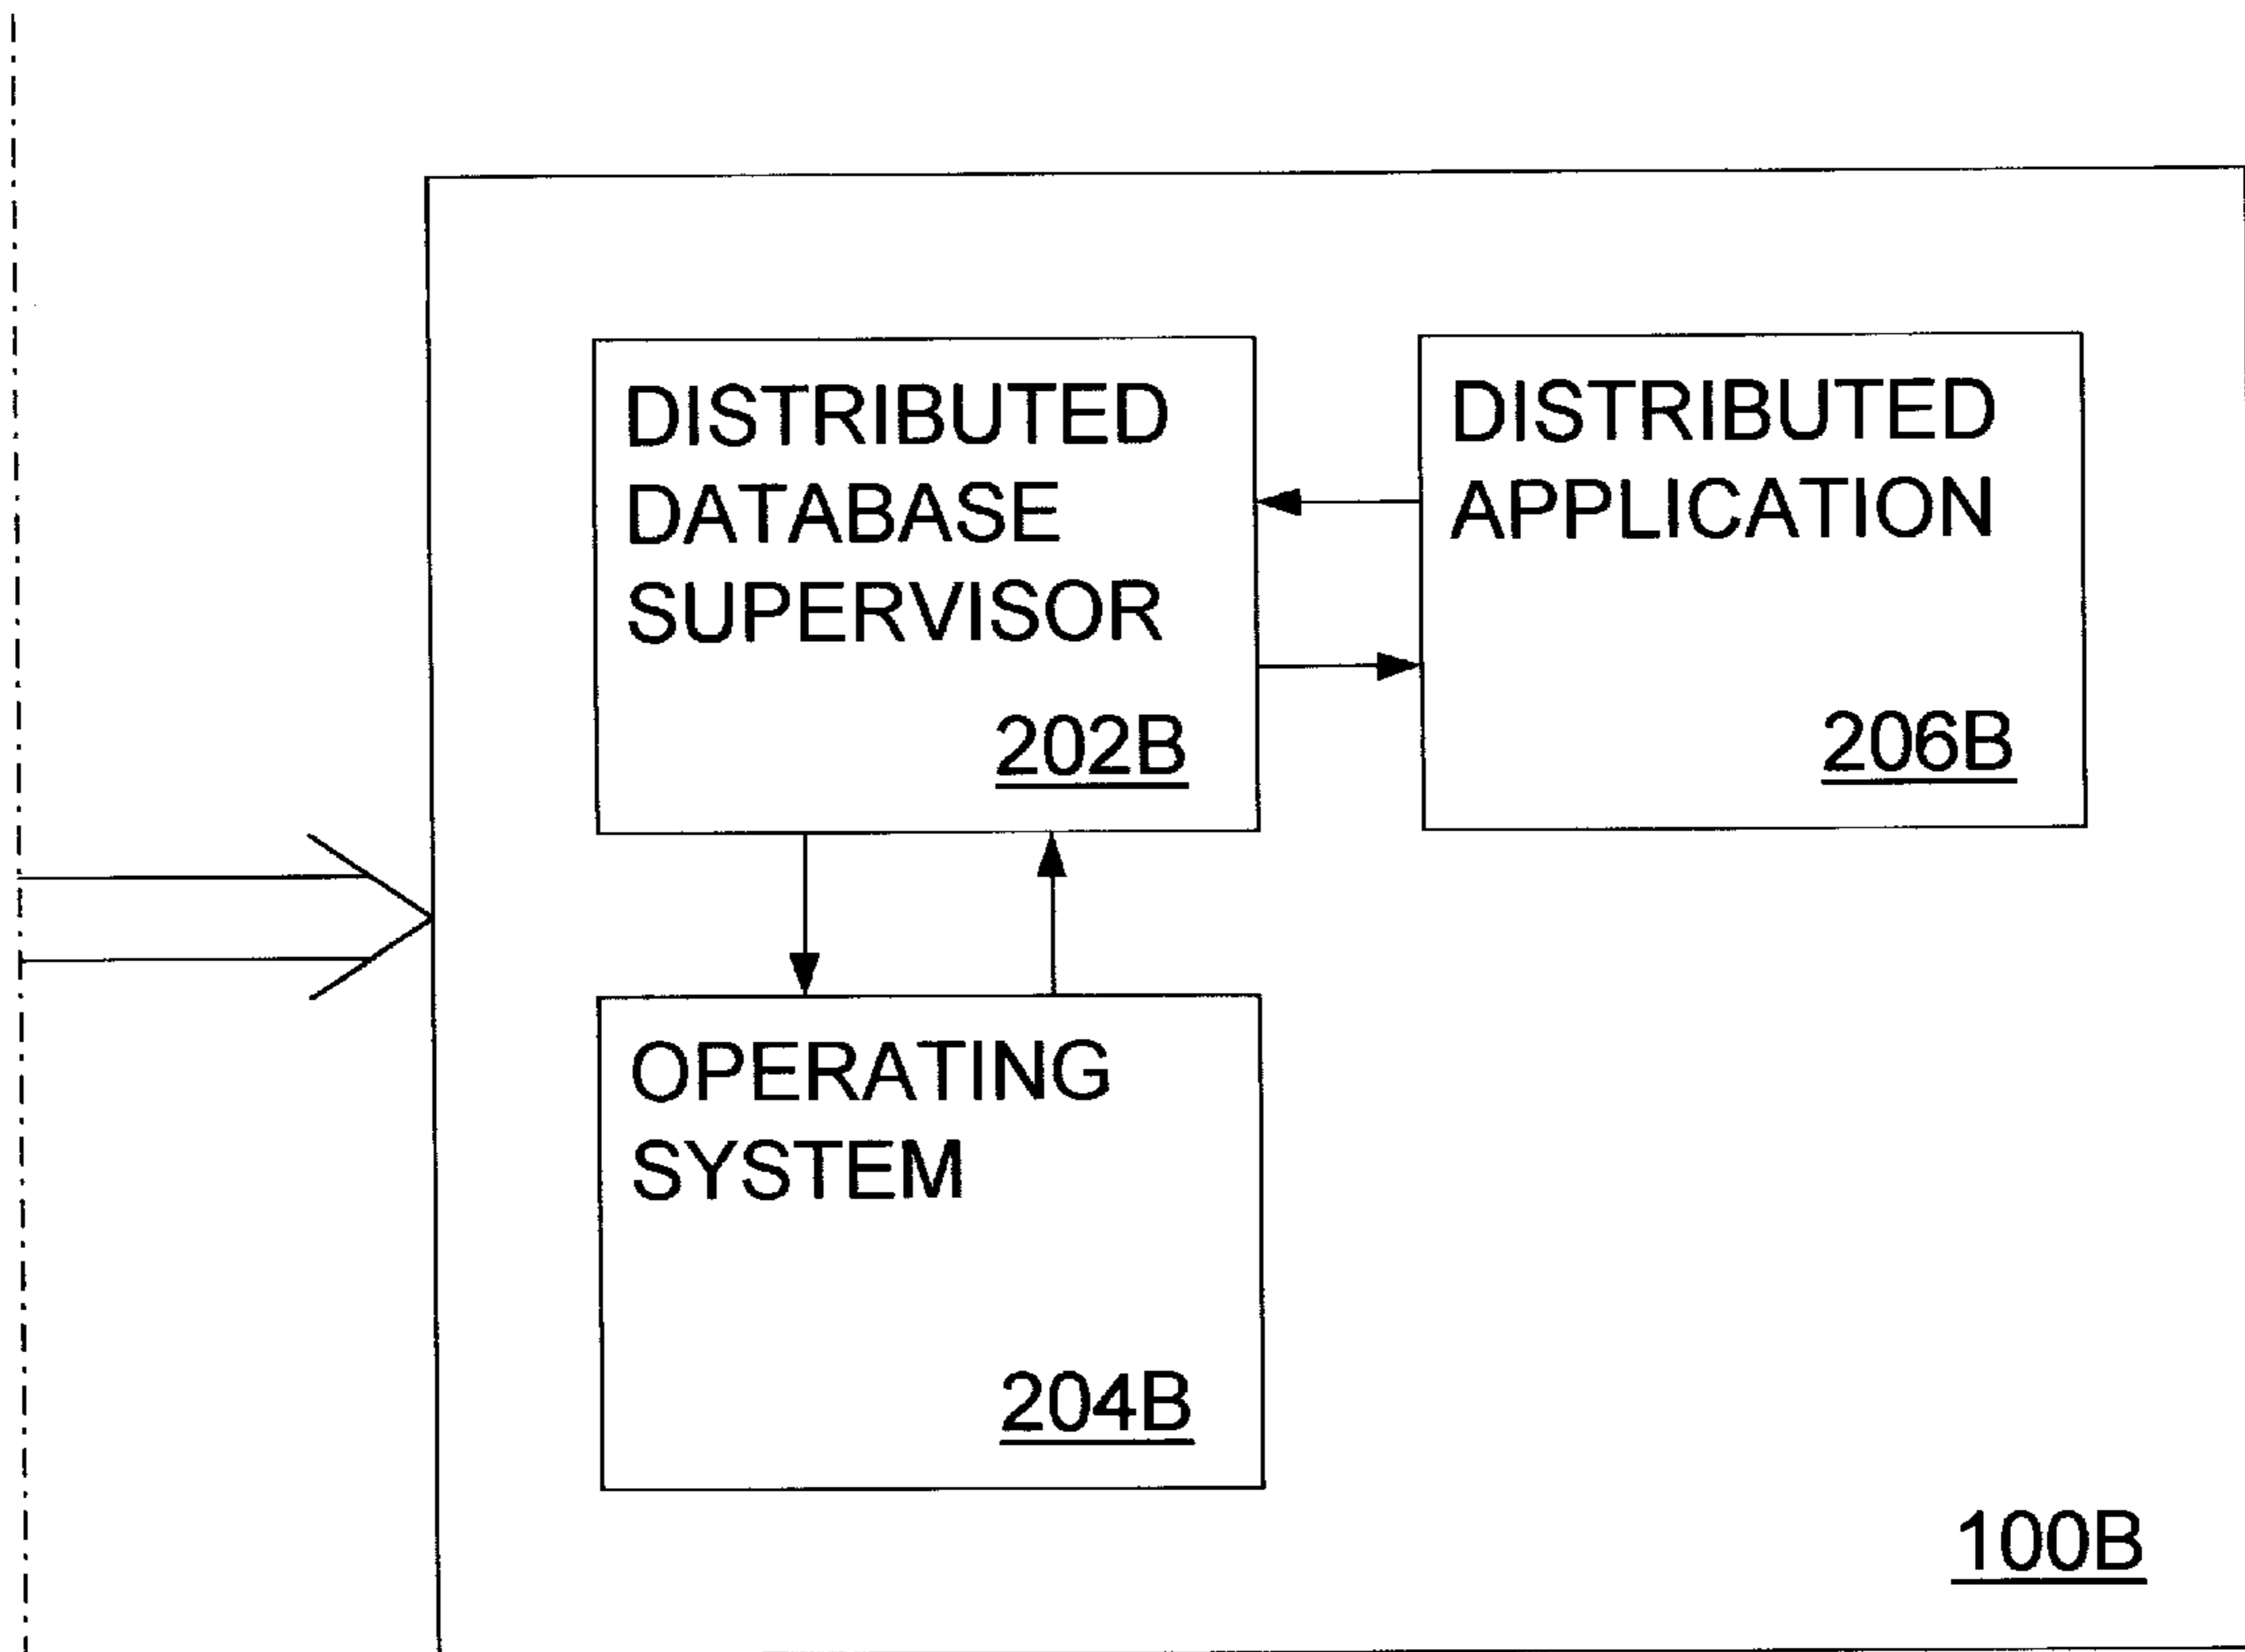 DISTRIBUTED
DATABASE
SUPERVISOR
202B
DISTRIBUTED
APPLICATION
206B
OPERATING
SYSTEM
204B
100B